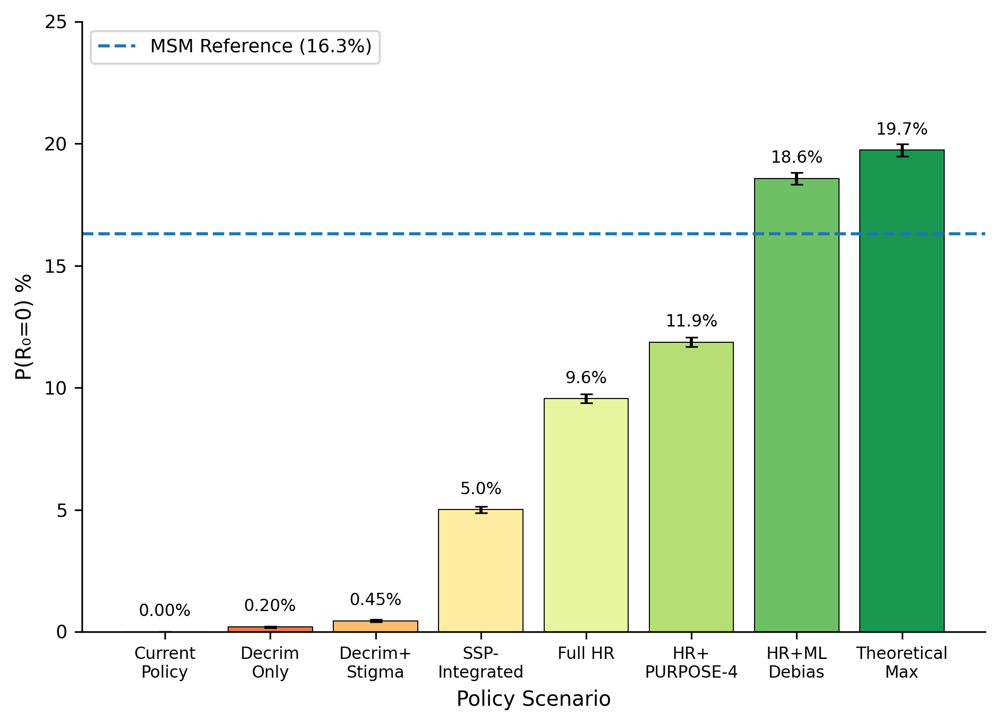 25
MSM Reference (16.3%)
20
15
10
5
0
P(R₀=0) %
0.00%
0.20%
0.45%
5.0%
9.6%
11.9%
18.6%
19.7%
Current
Policy
Decrim
Only
Decrim+
Stigma
SSP-
Integrated
Full HR
HR+
PURPOSE-4
HR+ML
Debias
Theoretical
Max
Policy Scenario